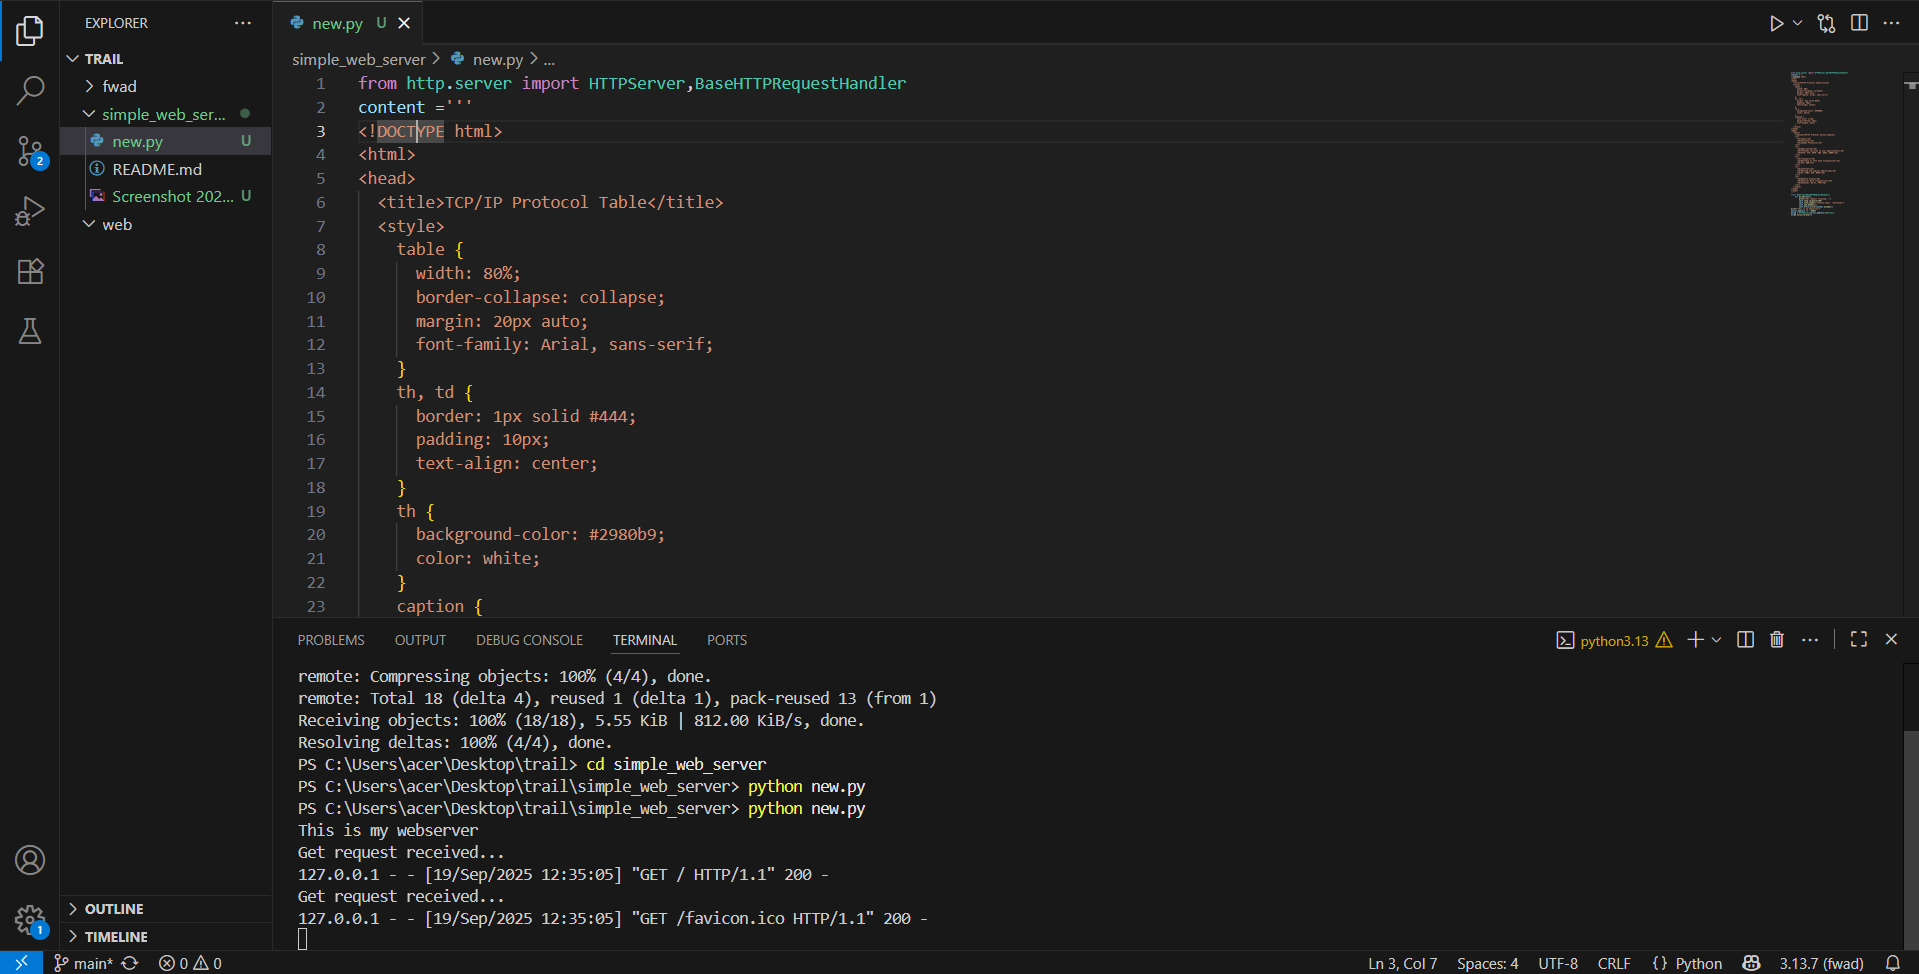 EXPLORER
TRAIL
fwad
simple_web_ser...
new.py U
README.md
Screenshot 202... U
web
OUTLINE
TIMELINE
2
1
new.py U
simple_web_server > new.py > ...
1 from http.server import HTTPServer,BaseHTTPRequestHandler
2 content ='''
3 <!DOCTYPE html>
4 <html>
5 <head>
6 <title>TCP/IP Protocol Table</title>
7 <style>
8 table {
9 width: 80%;
10 border-collapse: collapse;
11 margin: 20px auto;
12 font-family: Arial, sans-serif;
13 }
14 th, td {
15 border: 1px solid #444;
16 padding: 10px;
17 text-align: center;
18 }
19 th {
20 background-color: #2980b9;
21 color: white;
22 }
23 caption {
PROBLEMS OUTPUT DEBUG CONSOLE TERMINAL PORTS
python3.13
remote: Compressing objects: 100% (4/4), done.
remote: Total 18 (delta 4), reused 1 (delta 1), pack-reused 13 (from 1)
Receiving objects: 100% (18/18), 5.55 KiB | 812.00 KiB/s, done.
Resolving deltas: 100% (4/4), done.
PS C:\Users\acer\Desktop\trail> cd simple_web_server
PS C:\Users\acer\Desktop\trail\simple_web_server> python new.py
PS C:\Users\acer\Desktop\trail\simple_web_server> python new.py
This is my webserver
Get request received...
127.0.0.1 - - [19/Sep/2025 12:35:05] "GET / HTTP/1.1" 200 -
Get request received...
127.0.0.1 - - [19/Sep/2025 12:35:05] "GET /favicon.ico HTTP/1.1" 200 -
main* 0 0 Ln 3, Col 7 Spaces: 4 UTF-8 CRLF {} Python 3.13.7 (fwad)